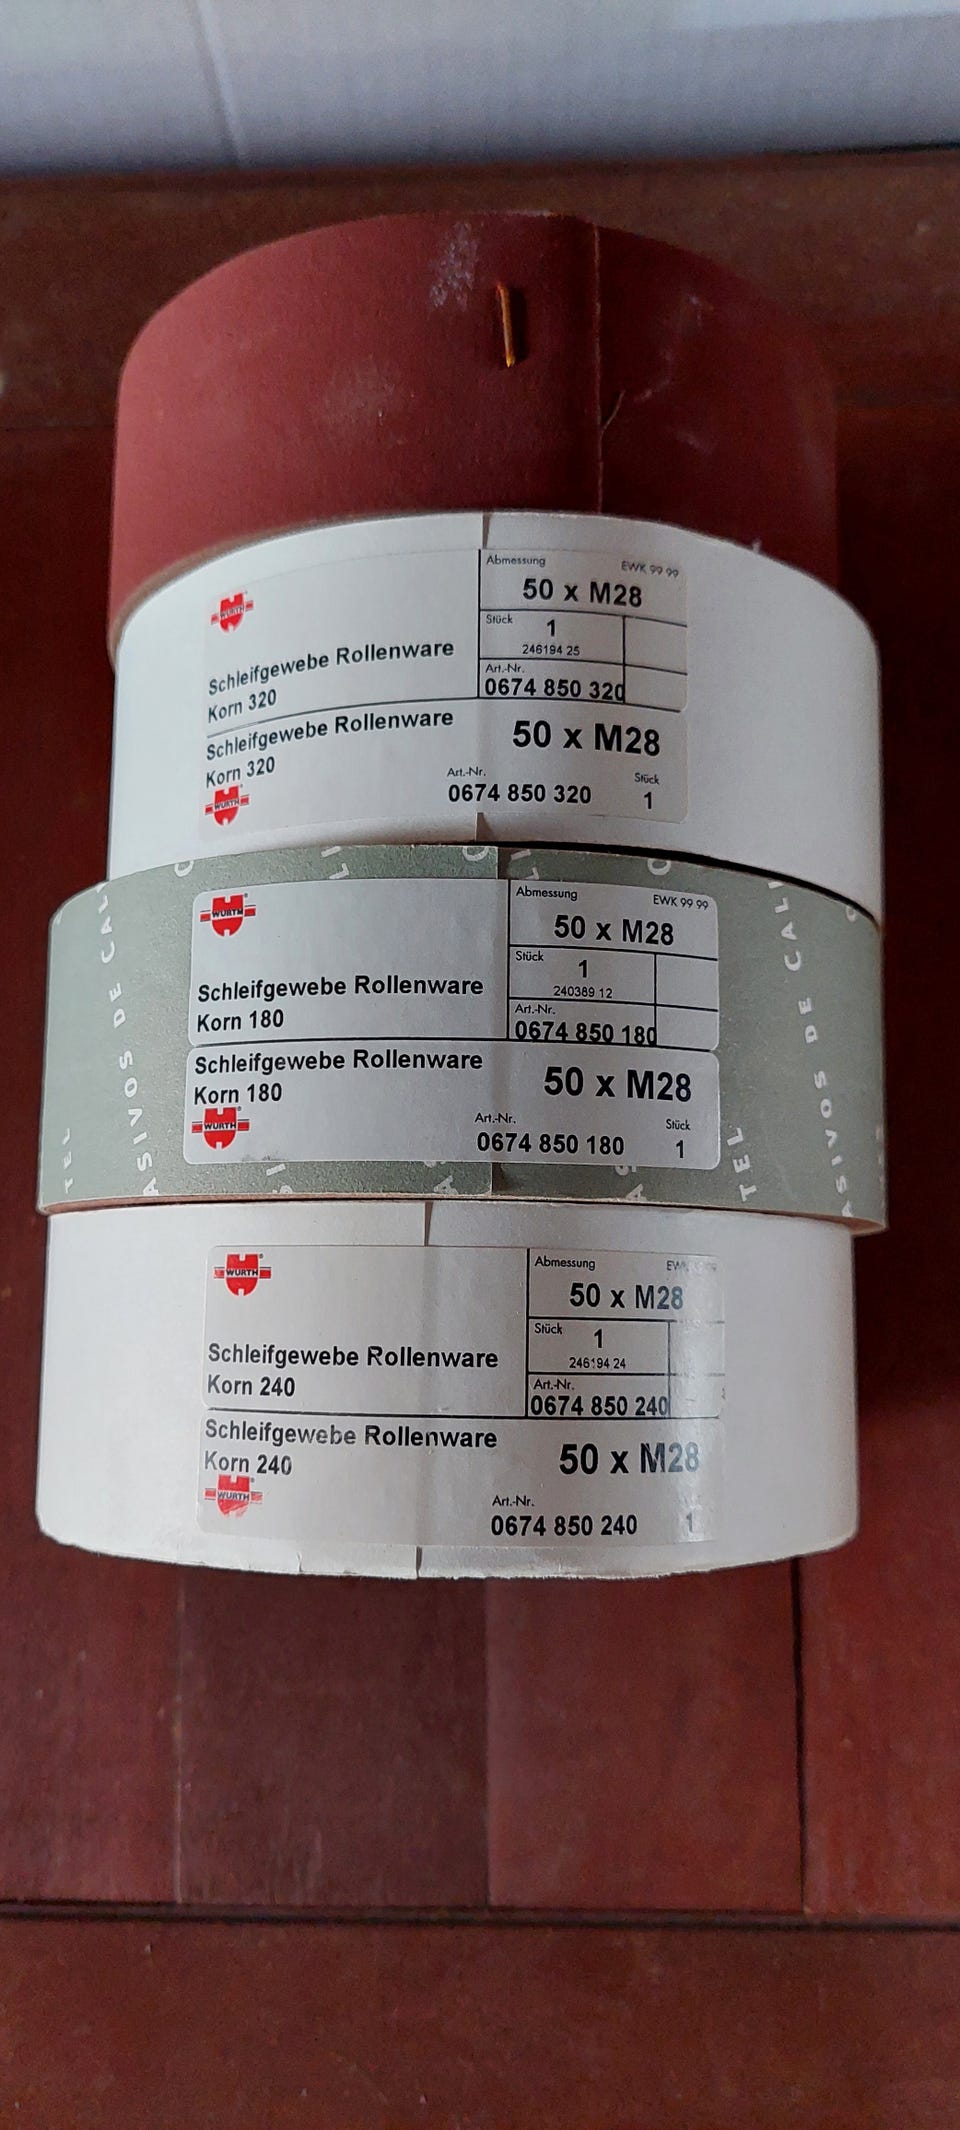 WÜRTH
Schleifgewebe Rollenware
Korn 320
Abmessung EWK 99 99
50 x M28
Stück
1
246194 25
Art.-Nr.
0674 850 320
Schleifgewebe Rollenware
Korn 320
WÜRTH
50 x M28
Art.-Nr. Stück
0674 850 320 1
WÜRTH
Schleifgewebe Rollenware
Korn 180
Abmessung EWK 99 99
50 x M28
Stück
1
240389 12
Art.-Nr.
0674 850 180
Schleifgewebe Rollenware
Korn 180
WÜRTH
50 x M28
Art.-Nr. Stück
0674 850 180 1
DE
DE
TEL
TEL
WÜRTH
Schleifgewebe Rollenware
Korn 240
Abmessung
50 x M28
Stück
1
246194 24
Art.-Nr.
0674 850 240
Schleifgewebe Rollenware
Korn 240
WÜRTH
50 x M28
Art.-Nr.
0674 850 240 1